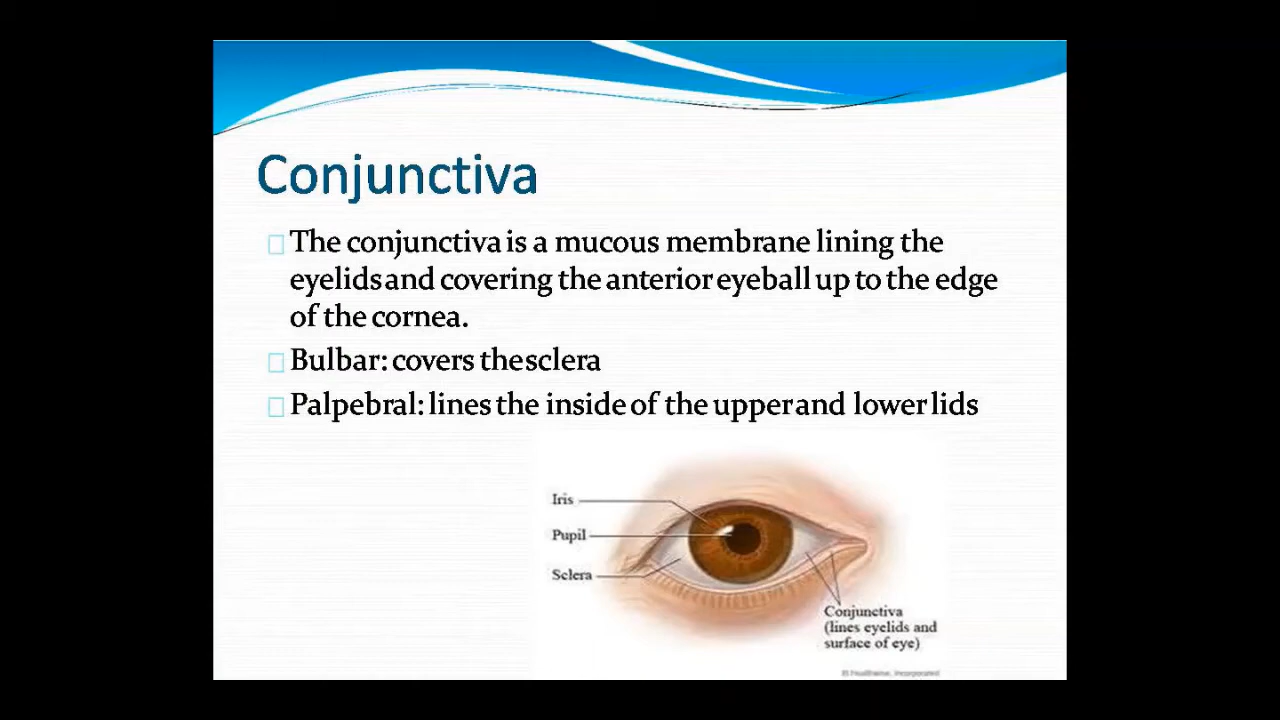 Conjunctiva
The conjunctiva is a mucous membrane lining the
eyelids and covering the anterior eyeball up to the edge
of the cornea.
Bulbar: covers the sclera
Palpebral: lines the inside of the upper and lower lids
Iris
Pupil
Sclera
Conjunctiva
(lines eyelids and
surface of eye)
© Healthwise, Incorporated